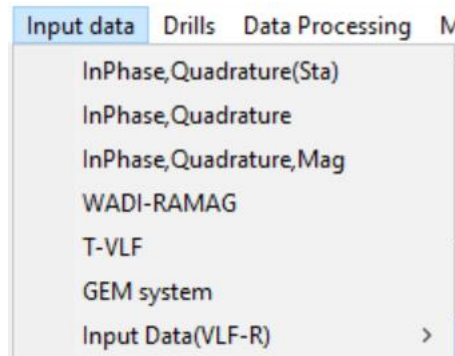 Input data Drills Data Processing
InPhase,Quadrature(Sta)
InPhase,Quadrature
InPhase,Quadrature,Mag
WADI-RAMAG
T-VLF
GEM system
Input Data(VLF-R) >